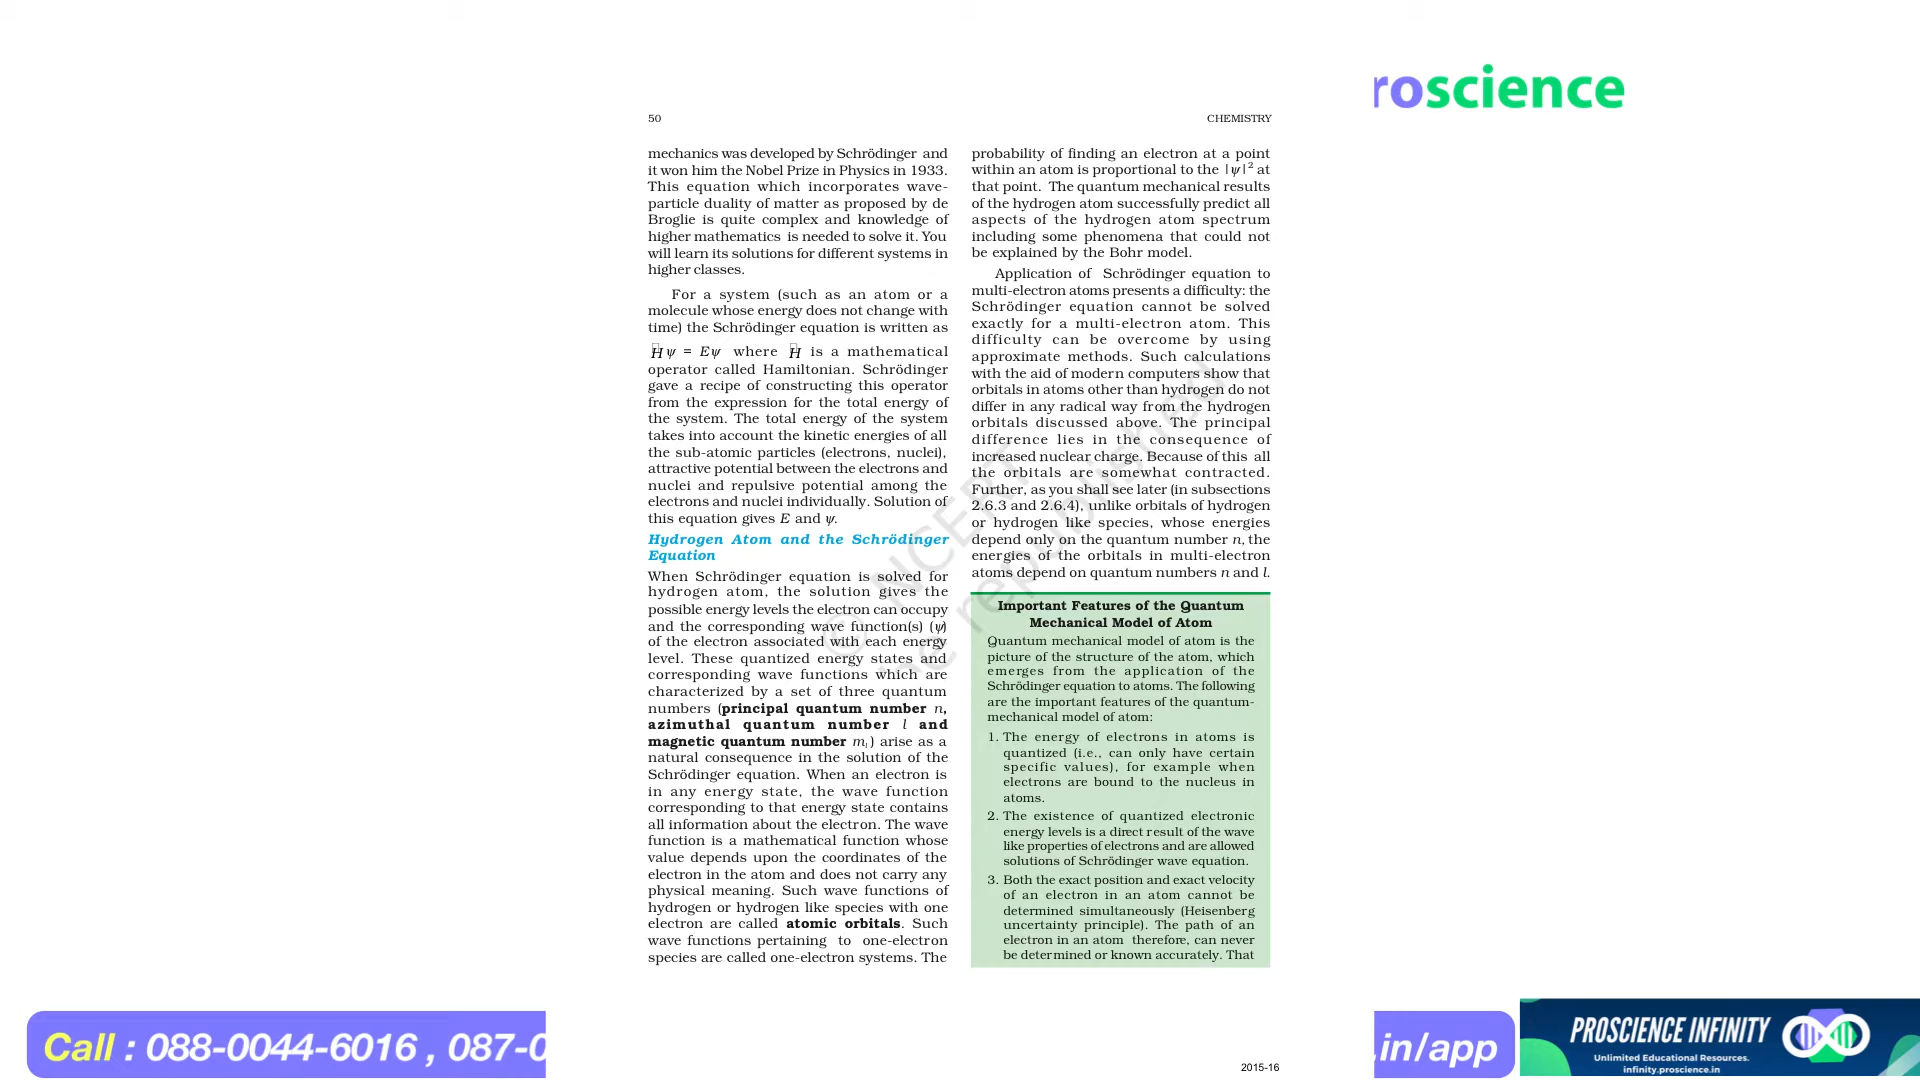 roscience
50
CHEMISTRY
mechanics was developed by Schrödinger and
it won him the Nobel Prize in Physics in 1933.
This equation which incorporates wave-
particle duality of matter as proposed by de
Broglie is quite complex and knowledge of
higher mathematics is needed to solve it. You
will learn its solutions for different systems in
higher classes.
For a system (such as an atom or a
molecule whose energy does not change with
time) the Schrödinger equation is written as
H ψ = Eψ where H is a mathematical
operator called Hamiltonian. Schrödinger
gave a recipe of constructing this operator
from the expression for the total energy of
the system. The total energy of the system
takes into account the kinetic energies of all
the sub-atomic particles (electrons, nuclei),
attractive potential between the electrons and
nuclei and repulsive potential among the
electrons and nuclei individually. Solution of
this equation gives E and ψ.
Hydrogen Atom and the Schrödinger
Equation
When Schrödinger equation is solved for
hydrogen atom, the solution gives the
possible energy levels the electron can occupy
and the corresponding wave function(s) (ψ)
of the electron associated with each energy
level. These quantized energy states and
corresponding wave functions which are
characterized by a set of three quantum
numbers (principal quantum number n,
azimuthal quantum number l and
magnetic quantum number mₗ) arise as a
natural consequence in the solution of the
Schrödinger equation. When an electron is
in any energy state, the wave function
corresponding to that energy state contains
all information about the electron. The wave
function is a mathematical function whose
value depends upon the coordinates of the
electron in the atom and does not carry any
physical meaning. Such wave functions of
hydrogen or hydrogen like species with one
electron are called atomic orbitals. Such
wave functions pertaining to one-electron
species are called one-electron systems. The
probability of finding an electron at a point
within an atom is proportional to the |ψ|² at
that point. The quantum mechanical results
of the hydrogen atom successfully predict all
aspects of the hydrogen atom spectrum
including some phenomena that could not
be explained by the Bohr model.
Application of Schrödinger equation to
multi-electron atoms presents a difficulty: the
Schrödinger equation cannot be solved
exactly for a multi-electron atom. This
difficulty can be overcome by using
approximate methods. Such calculations
with the aid of modern computers show that
orbitals in atoms other than hydrogen do not
differ in any radical way from the hydrogen
orbitals discussed above. The principal
difference lies in the consequence of
increased nuclear charge. Because of this all
the orbitals are somewhat contracted.
Further, as you shall see later (in subsections
2.6.3 and 2.6.4), unlike orbitals of hydrogen
or hydrogen like species, whose energies
depend only on the quantum number n, the
energies of the orbitals in multi-electron
atoms depend on quantum numbers n and l.
Important Features of the Quantum
Mechanical Model of Atom
Quantum mechanical model of atom is the
picture of the structure of the atom, which
emerges from the application of the
Schrödinger equation to atoms. The following
are the important features of the quantum-
mechanical model of atom:
1. The energy of electrons in atoms is
quantized (i.e., can only have certain
specific values), for example when
electrons are bound to the nucleus in
atoms.
2. The existence of quantized electronic
energy levels is a direct result of the wave
like properties of electrons and are allowed
solutions of Schrödinger wave equation.
3. Both the exact position and exact velocity
of an electron in an atom cannot be
determined simultaneously (Heisenberg
uncertainty principle). The path of an
electron in an atom therefore, can never
be determined or known accurately. That
© NCERT
be republished
Call : 088-0044-6016 , 087-0
.in/app
PROSCIENCE INFINITY
Unlimited Educational Resources.
infinity.proscience.in
2015-16